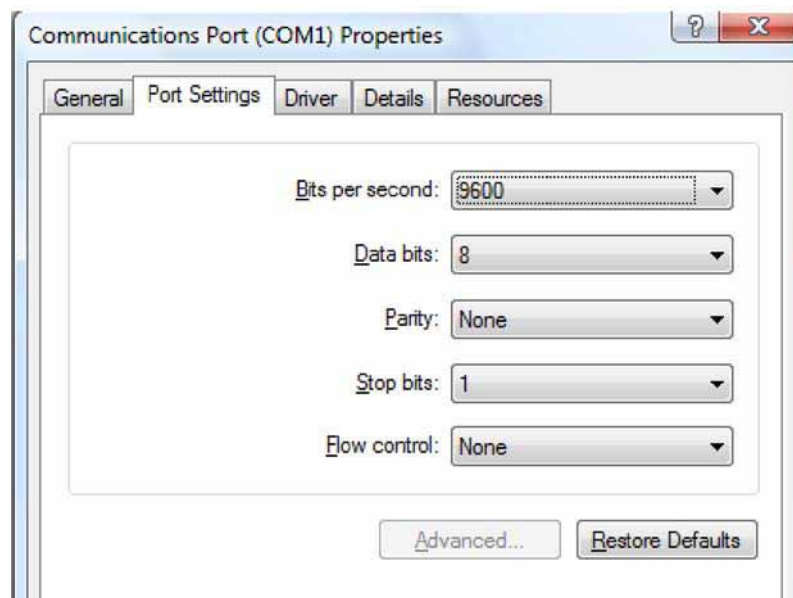 Communications Port (COM1) Properties
?
X
General Port Settings Driver Details Resources
Bits per second: 9600
Data bits: 8
Parity: None
Stop bits: 1
Flow control: None
Advanced... Restore Defaults